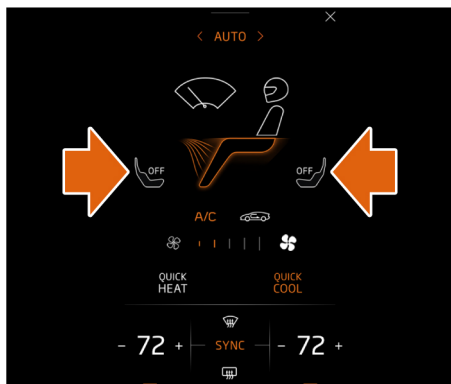 < AUTO >
OFF
OFF
A/C
QUICK
HEAT
QUICK
COOL
- 72 + SYNC - 72 +